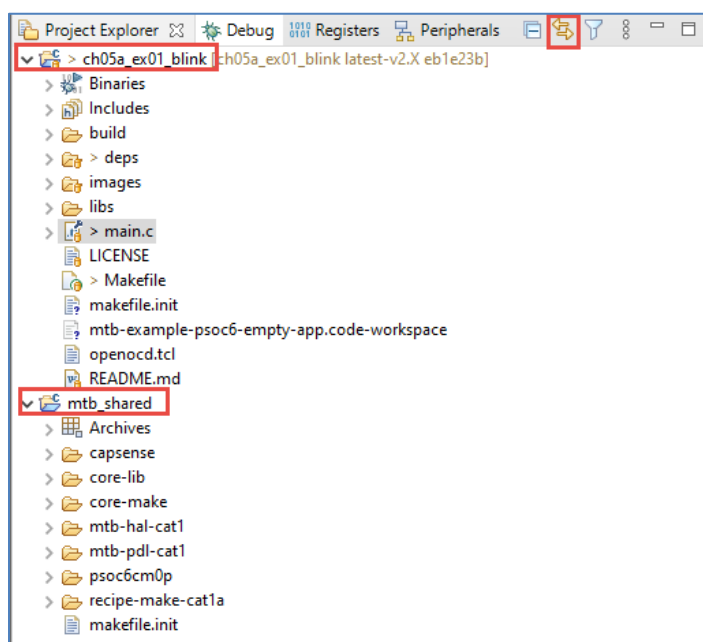 Project Explorer Debug 1010 0101 Registers Peripherals
> ch05a_ex01_blink [ch05a_ex01_blink latest-v2.X eb1e23b]
Binaries
Includes
build
> deps
images
libs
> main.c
LICENSE
> Makefile
makefile.init
mtb-example-psoc6-empty-app.code-workspace
openocd.tcl
README.md
mtb_shared
Archives
capsense
core-lib
core-make
mtb-hal-cat1
mtb-pdl-cat1
psoc6cm0p
recipe-make-cat1a
makefile.init